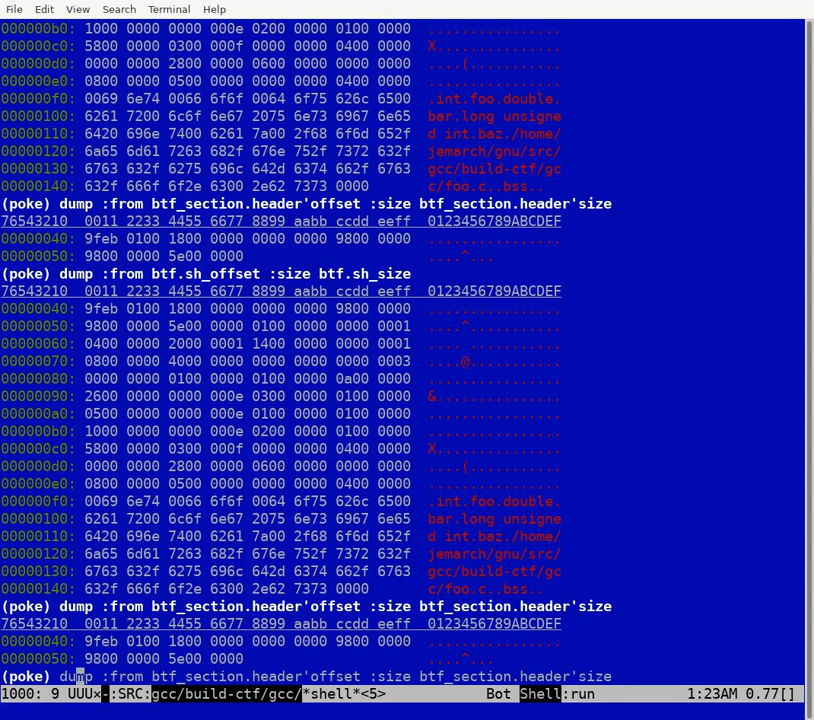 File Edit View Search Terminal Help
000000b0: 1000 0000 0000 000e 0200 0000 0100 0000 ................
000000c0: 5800 0000 0300 000f 0000 0000 0400 0000 X...............
000000d0: 0000 0000 2800 0000 0600 0000 0000 0000 ....(...........
000000e0: 0800 0000 0500 0000 0000 0000 0400 0000 ................
000000f0: 0069 6e74 0066 6f6f 0064 6f75 626c 6500 .int.foo.double.
00000100: 6261 7200 6c6f 6e67 2075 6e73 6967 6e65 bar.long unsigne
00000110: 6420 696e 7400 6261 7a00 2f68 6f6d 652f d int.baz./home/
00000120: 6a65 6d61 7263 682f 676e 752f 7372 632f jemarch/gnu/src/
00000130: 6763 632f 6275 696c 642d 6374 662f 6763 gcc/build-ctf/gc
00000140: 632f 666f 6f2e 6300 2e62 7373 0000 c/foo.c..bss..
(poke) dump :from btf_section.header'offset :size btf_section.header'size
76543210 0011 2233 4455 6677 8899 aabb ccdd eeff 0123456789ABCDEF
00000040: 9feb 0100 1800 0000 0000 0000 9800 0000 ................
00000050: 9800 0000 5e00 0000 ....^...
(poke) dump :from btf.sh_offset :size btf.sh_size
76543210 0011 2233 4455 6677 8899 aabb ccdd eeff 0123456789ABCDEF
00000040: 9feb 0100 1800 0000 0000 0000 9800 0000 ................
00000050: 9800 0000 5e00 0000 0100 0000 0000 0001 ....^...........
00000060: 0400 0000 2000 0001 1400 0000 0000 0001 .... ...........
00000070: 0800 0000 4000 0000 0000 0000 0000 0003 ....@...........
00000080: 0000 0000 0100 0000 0100 0000 0a00 0000 ................
00000090: 2600 0000 0000 000e 0300 0000 0100 0000 &...............
000000a0: 0500 0000 0000 000e 0100 0000 0100 0000 ................
000000b0: 1000 0000 0000 000e 0200 0000 0100 0000 ................
000000c0: 5800 0000 0300 000f 0000 0000 0400 0000 X...............
000000d0: 0000 0000 2800 0000 0600 0000 0000 0000 ....(...........
000000e0: 0800 0000 0500 0000 0000 0000 0400 0000 ................
000000f0: 0069 6e74 0066 6f6f 0064 6f75 626c 6500 .int.foo.double.
00000100: 6261 7200 6c6f 6e67 2075 6e73 6967 6e65 bar.long unsigne
00000110: 6420 696e 7400 6261 7a00 2f68 6f6d 652f d int.baz./home/
00000120: 6a65 6d61 7263 682f 676e 752f 7372 632f jemarch/gnu/src/
00000130: 6763 632f 6275 696c 642d 6374 662f 6763 gcc/build-ctf/gc
00000140: 632f 666f 6f2e 6300 2e62 7373 0000 c/foo.c..bss..
(poke) dump :from btf_section.header'offset :size btf_section.header'size
76543210 0011 2233 4455 6677 8899 aabb ccdd eeff 0123456789ABCDEF
00000040: 9feb 0100 1800 0000 0000 0000 9800 0000 ................
00000050: 9800 0000 5e00 0000 ....^...
(poke) dump :from btf_section.header'offset :size btf_section.header'size
1000: 9 UUU×-:SRC:gcc/build-ctf/gcc/*shell*<5> Bot Shell:run 1:23AM 0.77[]